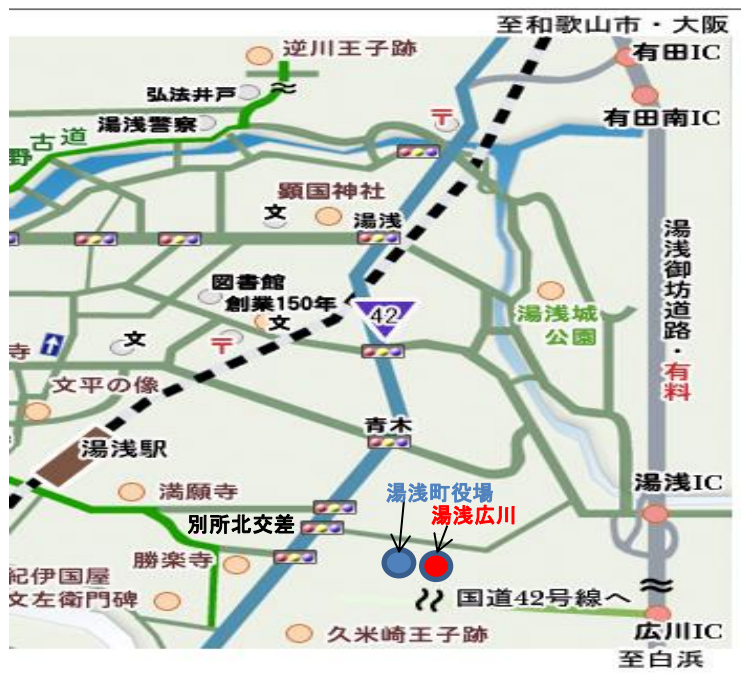 至和歌山市・大阪
逆川王子跡
有田IC
弘法井戸
湯浅警察
有田南IC
野古道
〒
顕国神社
文
湯浅
湯浅御坊道路・有料
図書館
創業150年
文
42
湯浅城
公園
〒
文
寺
文平の像
青木
湯浅駅
湯浅IC
満願寺
湯浅町役場
湯浅広川
別所北交差
勝楽寺
紀伊国屋
文左衛門碑
国道42号線へ
久米崎王子跡
広川IC
至白浜